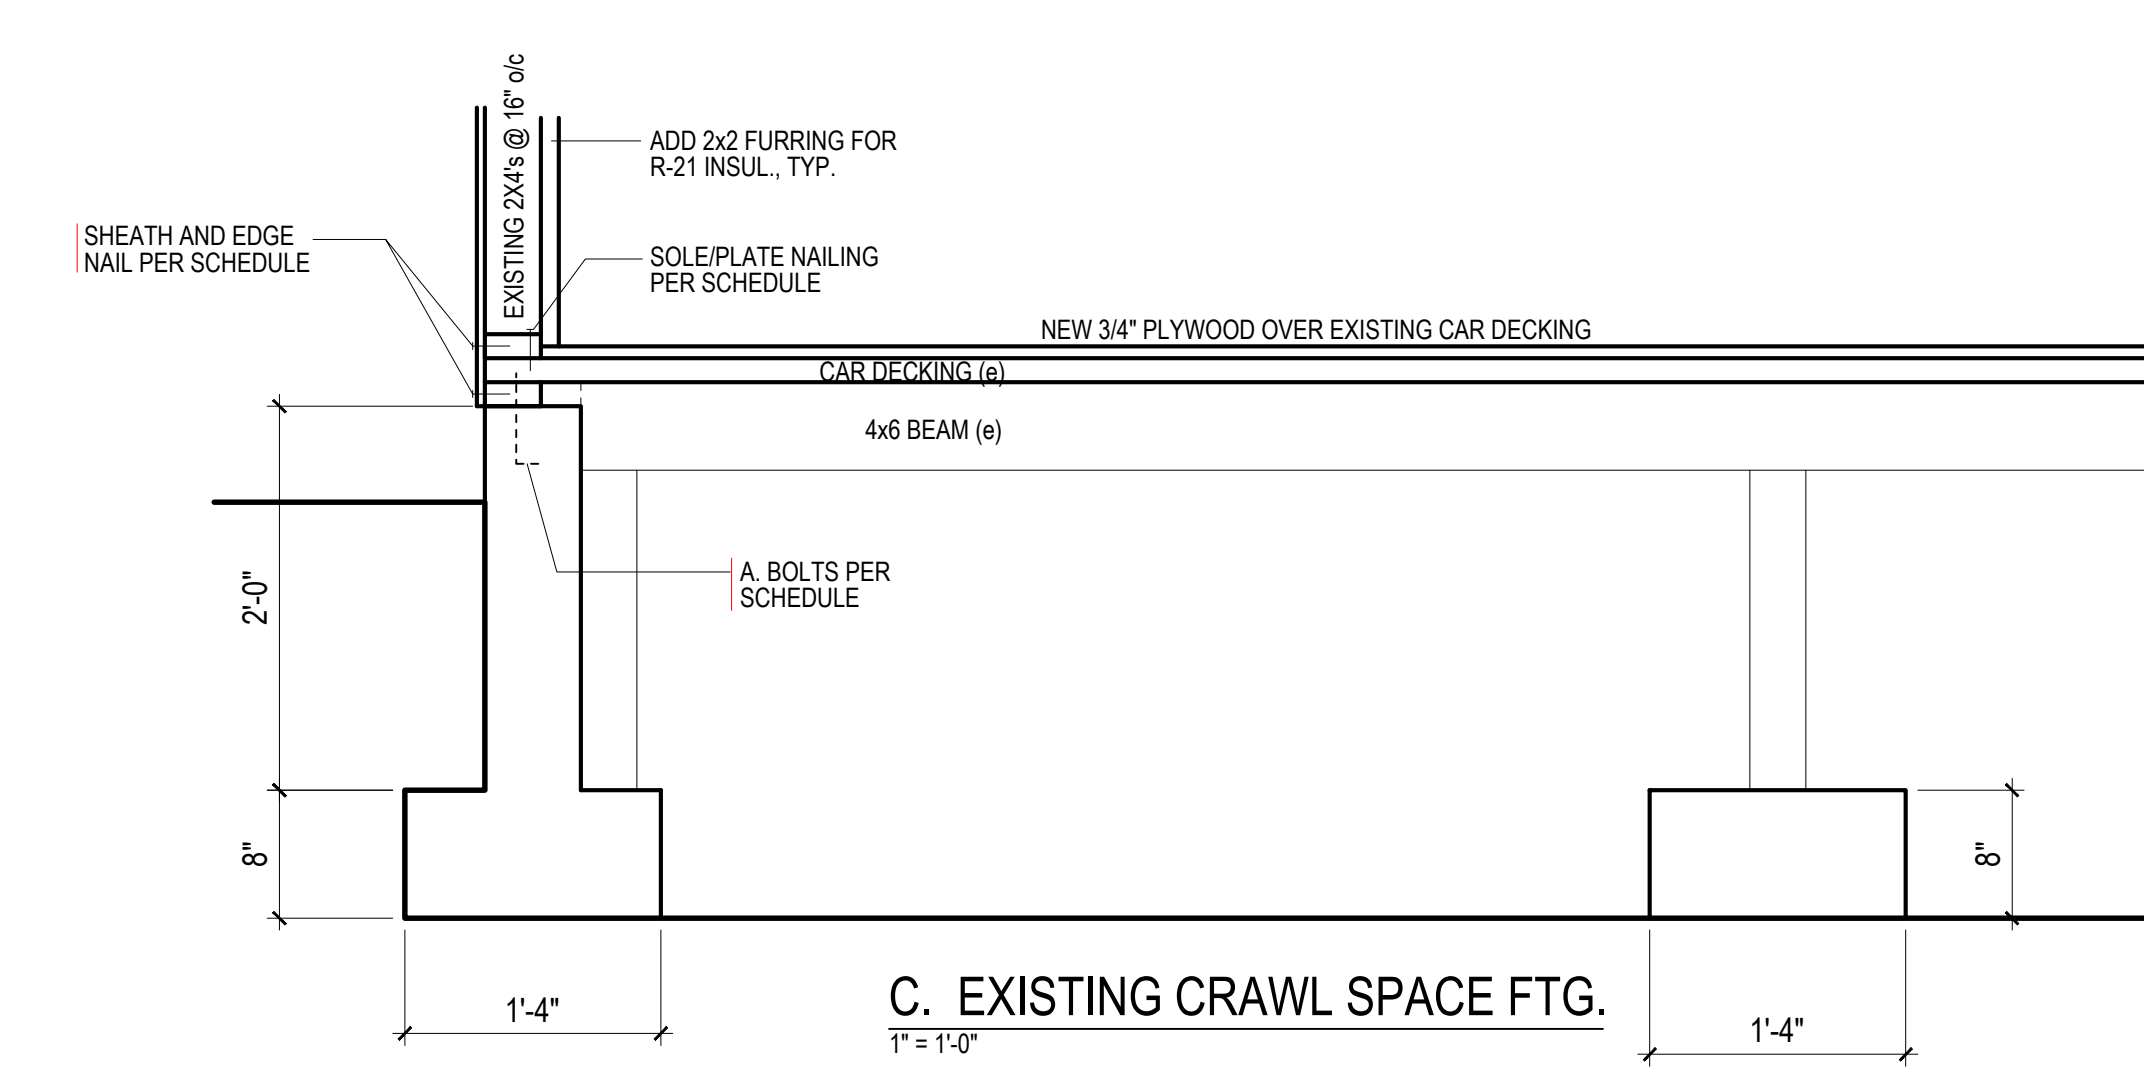 EXISTING 2X4's @ 16" o/c
ADD 2x2 FURRING FOR
R-21 INSUL., TYP.
SHEATH AND EDGE
NAIL PER SCHEDULE
SOLE/PLATE NAILING
PER SCHEDULE
NEW 3/4" PLYWOOD OVER EXISTING CAR DECKING
CAR DECKING (e)
4x6 BEAM (e)
A. BOLTS PER
SCHEDULE
2'-0"
8"
8"
1'-4"
C. EXISTING CRAWL SPACE FTG.
1" = 1'-0"
1'-4"